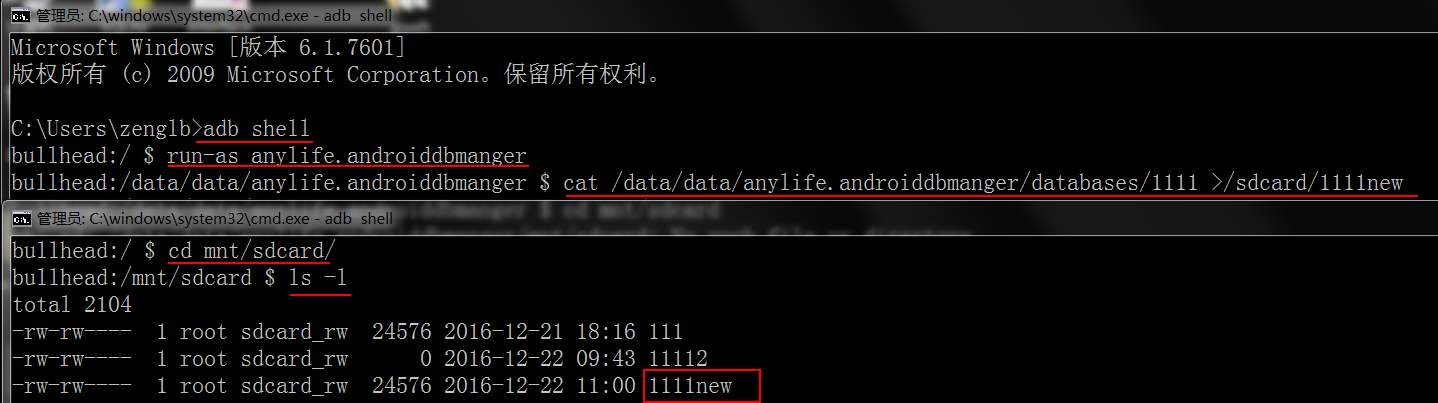 管理员: C:\windows\system32\cmd.exe - adb  shell
Microsoft Windows [版本 6.1.7601]
版权所有 (c) 2009 Microsoft Corporation。保留所有权利。
C:\Users\zenglb>adb shell
bullhead:/ $ run-as anylife.androiddbmanger
bullhead:/data/data/anylife.androiddbmanger $ cat /data/data/anylife.androiddbmanger/databases/1111 >/sdcard/1111new
管理员: C:\windows\system32\cmd.exe - adb  shell
bullhead:/ $ cd mnt/sdcard/
bullhead:/mnt/sdcard $ ls -l
total 2104
-rw-rw----  1 root sdcard_rw  24576 2016-12-21 18:16 111
-rw-rw----  1 root sdcard_rw      0 2016-12-22 09:43 11112
-rw-rw----  1 root sdcard_rw  24576 2016-12-22 11:00 1111new